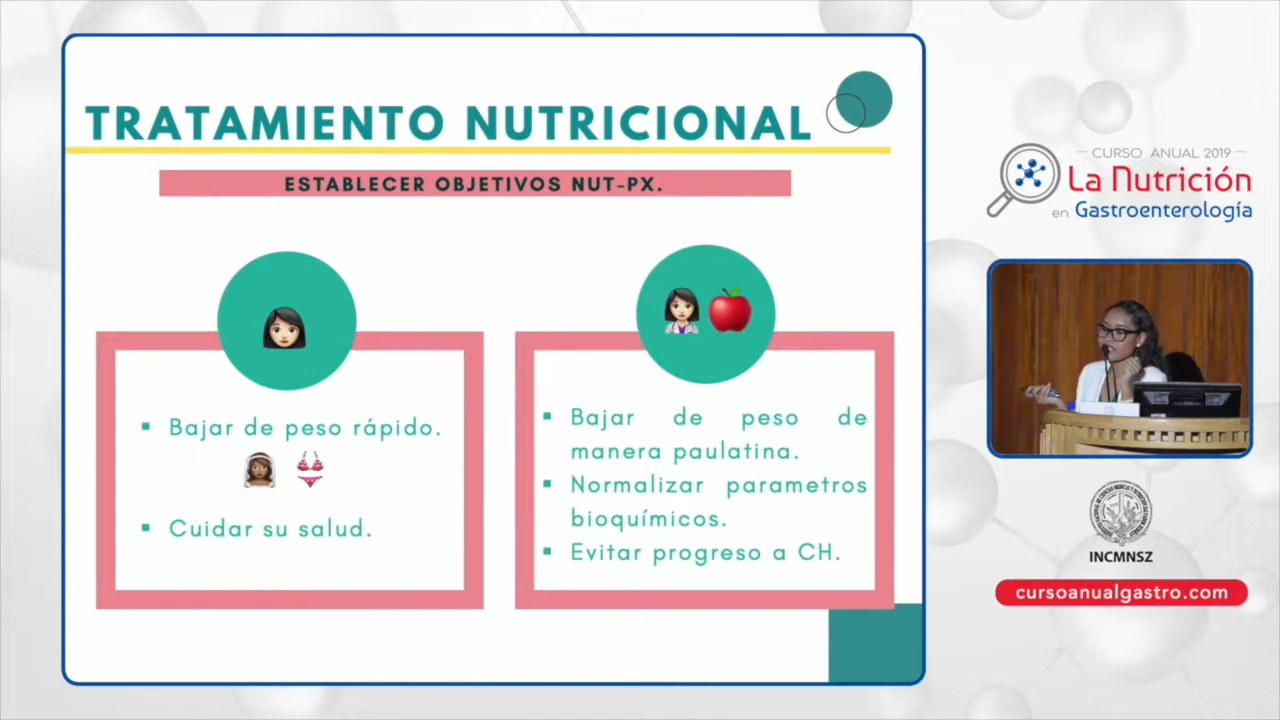 TRATAMIENTO NUTRICIONAL
ESTABLECER OBJETIVOS NUT-PX.
▪ Bajar de peso rápido.
▪ Cuidar su salud.
▪ Bajar de peso de
manera paulatina.
▪ Normalizar parametros
bioquímicos.
▪ Evitar progreso a CH.
CURSO ANUAL 2019
La Nutrición
en Gastroenterología
INCMNSZ
cursoanualgastro.com